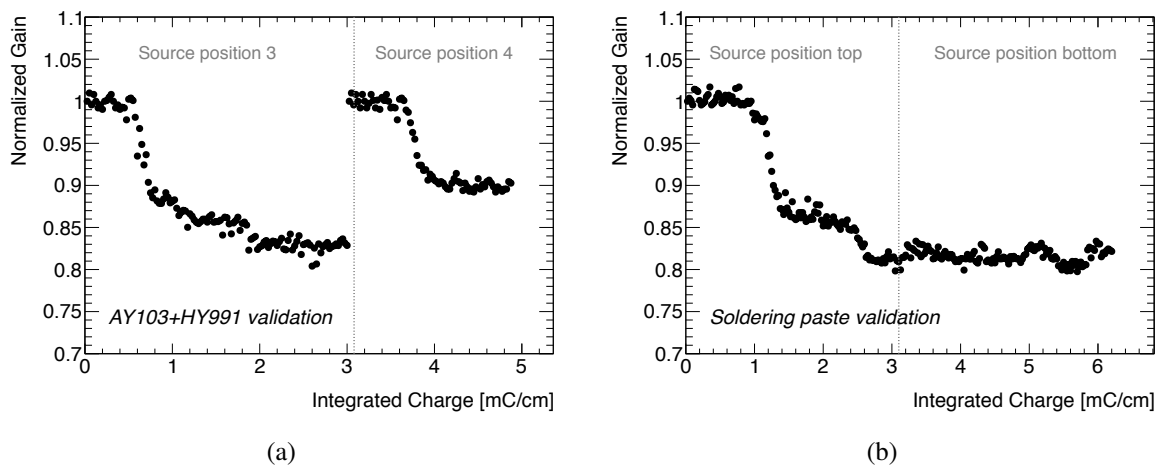 Normalized Gain
1.1
1.05
1
0.95
0.9
0.85
0.8
0.75
0.7
Source position 3
Source position 4
AY103+HY991 validation
0 1 2 3 4 5
Integrated Charge [mC/cm]
(a)
Normalized Gain
1.1
1.05
1
0.95
0.9
0.85
0.8
0.75
0.7
Source position top
Source position bottom
Soldering paste validation
0 1 2 3 4 5 6
Integrated Charge [mC/cm]
(b)